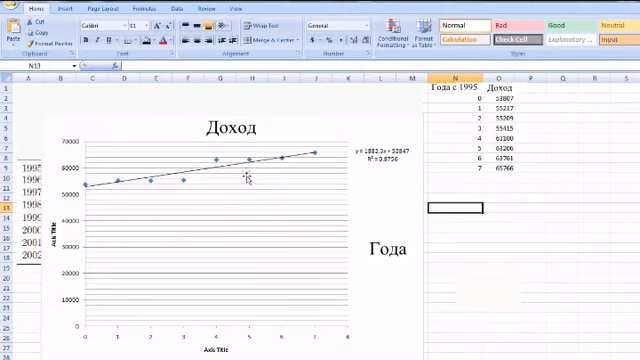 Home Insert Page Layout Formulas Data Review View
Cut
Copy
Paste
Format Painter
Calibri 11
Wrap Text
Merge & Center
General
Conditional Formatting
Format as Table
Normal Bad Good Neutral
Calculation Check Cell Explanatory ... Input
Clipboard Font Alignment Number Styles
N13
A B C D E F G H I J K L M N O P Q R S
Года с 1995 Доход
0 53807
1 55217
2 55209
3 55415
4 63100
5 63206
6 63761
7 65766
1995
1996
1997
1998
1999
2000
2001
2002
Доход
y = 1882,3x + 52847
R² = 0,8756
Года
70000
60000
50000
40000
30000
20000
10000
0
0 1 2 3 4 5 6 7 8
Axis Title
Axis Title